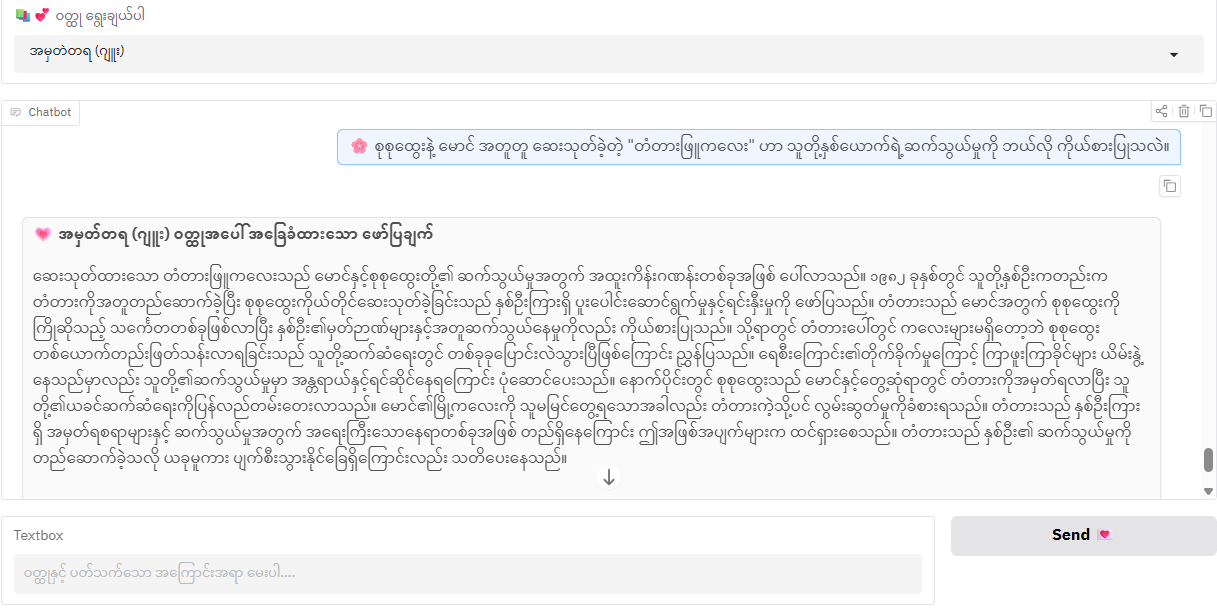 📚 💕 ဝတ္ထု ရွေးချယ်ပါ
အမှတဲတရ (ဂျူး)
Chatbot
🌸 စုစုထွေးနဲ့ မောင် အတူတူ ဆေးသုတ်ခဲ့တဲ့ "တံတားဖြူကလေး" ဟာ သူတို့နှစ်ယောက်ရဲ့ဆက်သွယ်မှုကို ဘယ်လို ကိုယ်စားပြုသလဲ။
💗 အမှတ်တရ (ဂျူး) ဝတ္ထုအပေါ် အခြေခံထားသော ဖော်ပြချက်
ဆေးသုတ်ထားသော တံတားဖြူကလေးသည် မောင်နှင့်စုစုထွေးတို့၏ ဆက်သွယ်မှုအတွက် အထူးကိန်းဂဏန်းတစ်ခုအဖြစ် ပေါ်လာသည်။ ၁၉၈၂ ခုနှစ်တွင် သူတို့နှစ်ဦးကတည်းက
တံတားကိုအတူတည်ဆောက်ခဲ့ပြီး စုစုထွေးကိုယ်တိုင်ဆေးသုတ်ခဲ့ခြင်းသည် နှစ်ဦးကြားရှိ ပူးပေါင်းဆောင်ရွက်မှုနှင့်ရင်းနှီးမှုကို ဖော်ပြသည်။ တံတားသည် မောင်အတွက် စုစုထွေးကို
ကြိုဆိုသည့် သင်္ကေတတစ်ခုဖြစ်လာပြီး နှစ်ဦး၏မှတ်ဉာဏ်များနှင့်အတူဆက်သွယ်နေမှုကိုလည်း ကိုယ်စားပြုသည်။ သို့ရာတွင် တံတားပေါ်တွင် ကလေးများမရှိတော့ဘဲ စုစုထွေး
တစ်ယောက်တည်းဖြတ်သန်းလာရခြင်းသည် သူတို့ဆက်ဆံရေးတွင် တစ်ခုခုပြောင်းလဲသွားပြီဖြစ်ကြောင်း ညွှန်ပြသည်။ ရေစီးကြောင်း၏တိုက်ခိုက်မှုကြောင့် ကြာဖူးကြာခိုင်များ ယိမ်းနွဲ့
နေသည်မှာလည်း သူတို့၏ဆက်သွယ်မှုမှာ အန္တရာယ်နှင့်ရင်ဆိုင်နေရကြောင်း ပုံဆောင်ပေးသည်။ နောက်ပိုင်းတွင် စုစုထွေးသည် မောင်နှင့်တွေ့ဆုံရာတွင် တံတားကိုအမှတ်ရလာပြီး သူ
တို့၏ယခင်ဆက်ဆံရေးကိုပြန်လည်တမ်းတေးလာသည်။ မောင်၏မြို့ကလေးကို သူမမြင်တွေ့ရသောအခါလည်း တံတားကဲ့သို့ပင် လွမ်းဆွတ်မှုကိုခံစားရသည်။ တံတားသည် နှစ်ဦးကြား
ရှိ အမှတ်ရစရာများနှင့် ဆက်သွယ်မှုအတွက် အရေးကြီးသောနေရာတစ်ခုအဖြစ် တည်ရှိနေကြောင်း ဤအဖြစ်အပျက်များက ထင်ရှားစေသည်။ တံတားသည် နှစ်ဦး၏ ဆက်သွယ်မှုကို
တည်ဆောက်ခဲ့သလို ယခုမူကား ပျက်စီးသွားနိုင်ခြေရှိကြောင်းလည်း သတိပေးနေသည်။
Textbox
ဝတ္ထုနှင့် ပတ်သက်သော အကြောင်းအရာ မေးပါ....
Send 💌